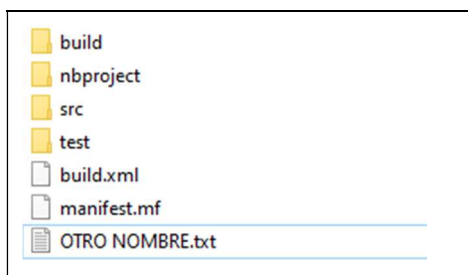 build
nbproject
src
test
build.xml
manifest.mf
OTRO NOMBRE.txt